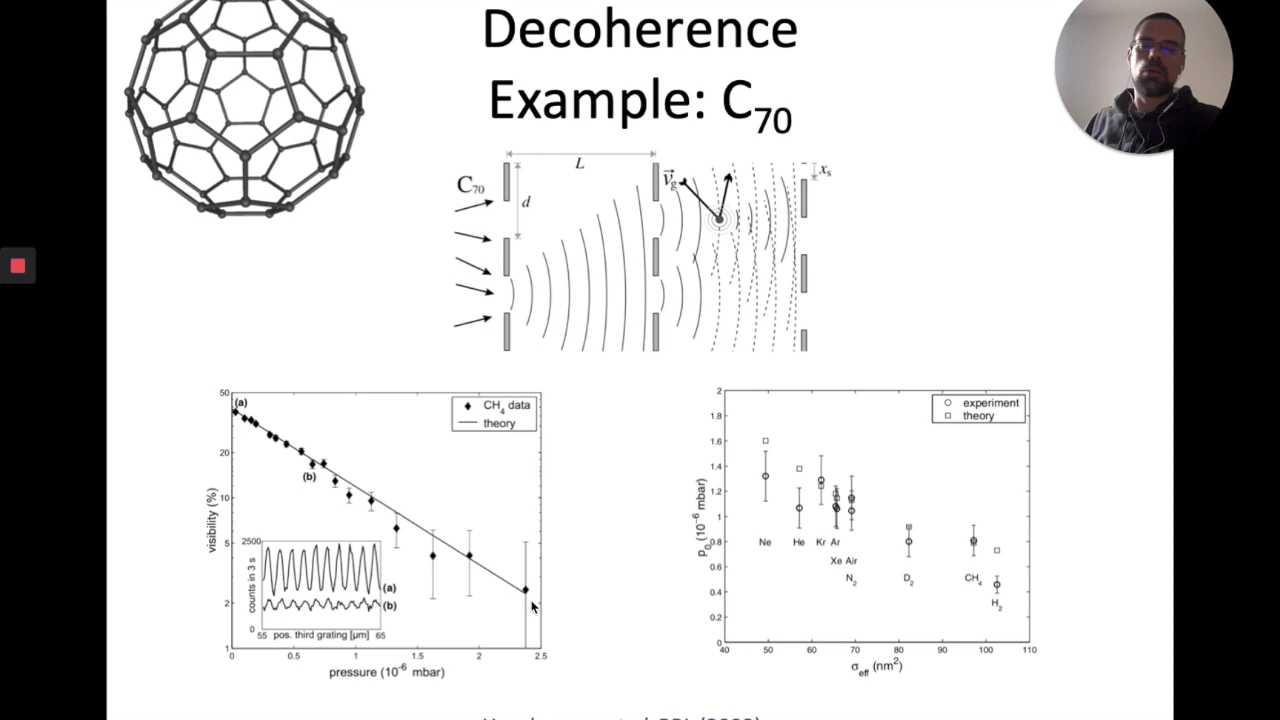 Decoherence
Example: C70
L
C70
d
v⃗g
xs
50
20
10
5
2
1
visibility (%)
(a)
(b)
CH4 data
theory
2500
0
counts in 3 s
(a)
(b)
55 pos. third grating [µm] 65
0 0.5 1 1.5 2 2.5
pressure (10-6 mbar)
2
1.8
1.6
1.4
1.2
1
0.8
0.6
0.4
0.2
0
p0 (10-6 mbar)
experiment
theory
Ne He Kr Ar
Xe Air
N2 D2 CH4
H2
40 50 60 70 80 90 100 110
σeff (nm2)